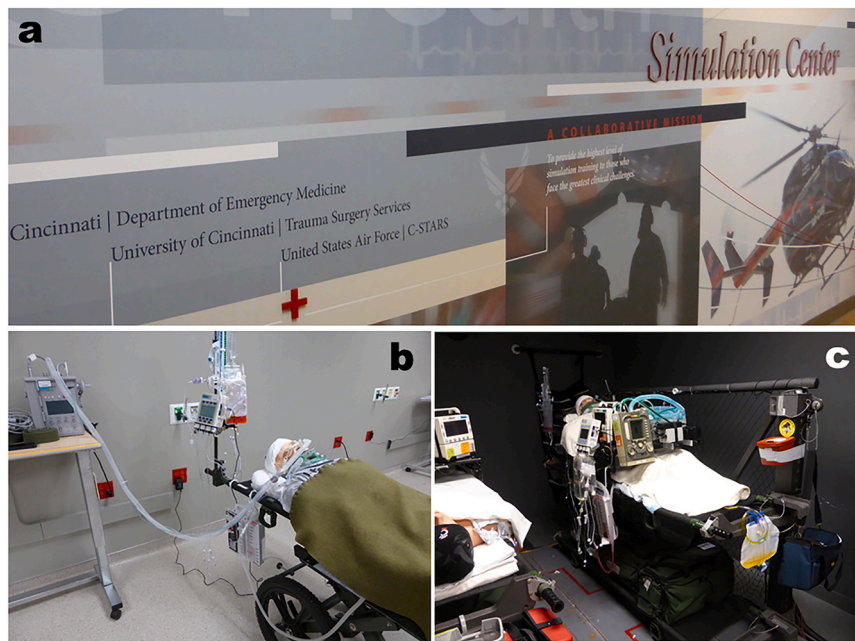 a
Health
Simulation Center
A COLLABORATIVE MISSION
To provide the highest level of
simulation training to those who
face the greatest clinical challenges.
Cincinnati | Department of Emergency Medicine
University of Cincinnati | Trauma Surgery Services
United States Air Force | C-STARS
b
c